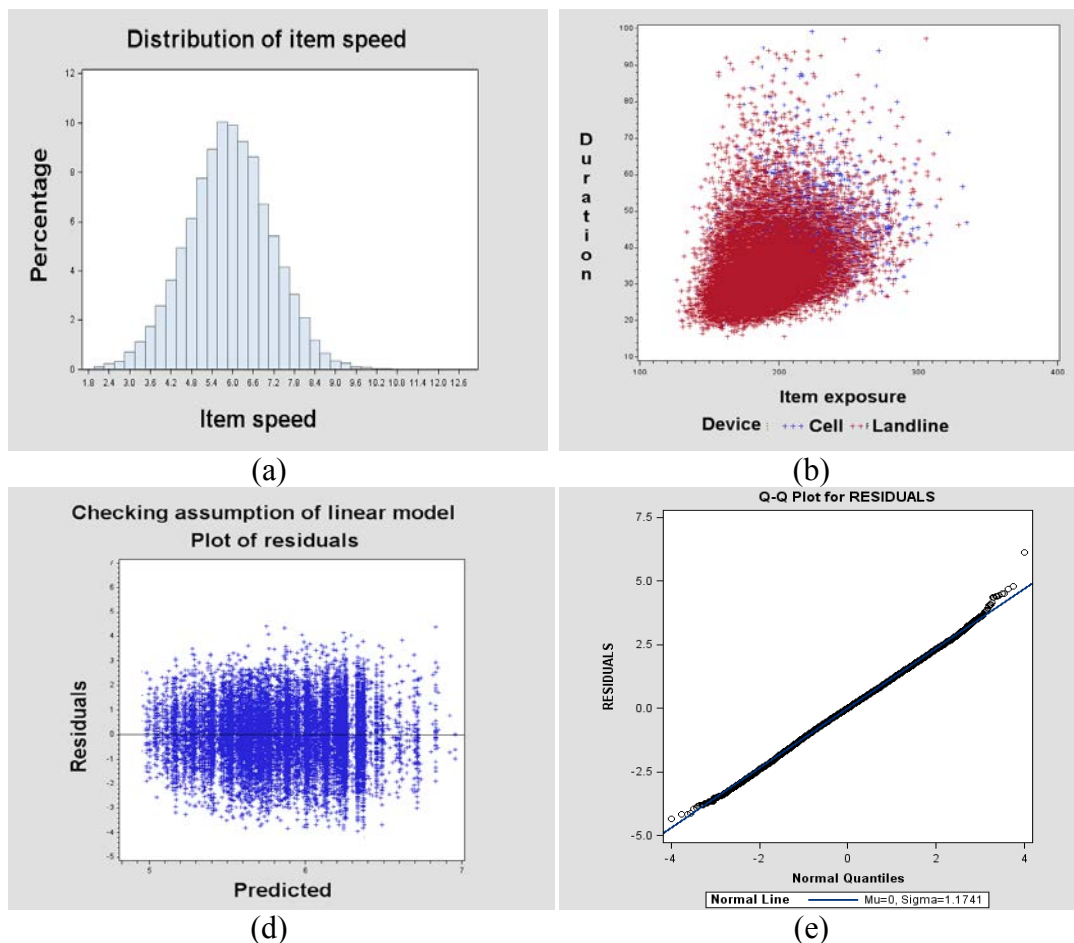 Distribution of item speed
12
10
8
6
4
2
0
Percentage
1.8 2.4 3.0 3.6 4.2 4.8 5.4 6.0 6.6 7.2 7.8 8.4 9.0 9.6 10.2 10.8 11.4 12.0 12.6
Item speed
(a)
100
90
80
70
60
50
40
30
20
10
Duration
100 200 300 400
Item exposure
Device : +++ Cell +++ Landline
(b)
Checking assumption of linear model
Plot of residuals
7
6
5
4
3
2
1
0
-1
-2
-3
-4
-5
Residuals
5 6 7
Predicted
(d)
Q-Q Plot for RESIDUALS
7.5
5.0
2.5
0.0
-2.5
-5.0
RESIDUALS
-4 -2 0 2 4
Normal Quantiles
Normal Line Mu=0, Sigma=1.1741
(e)